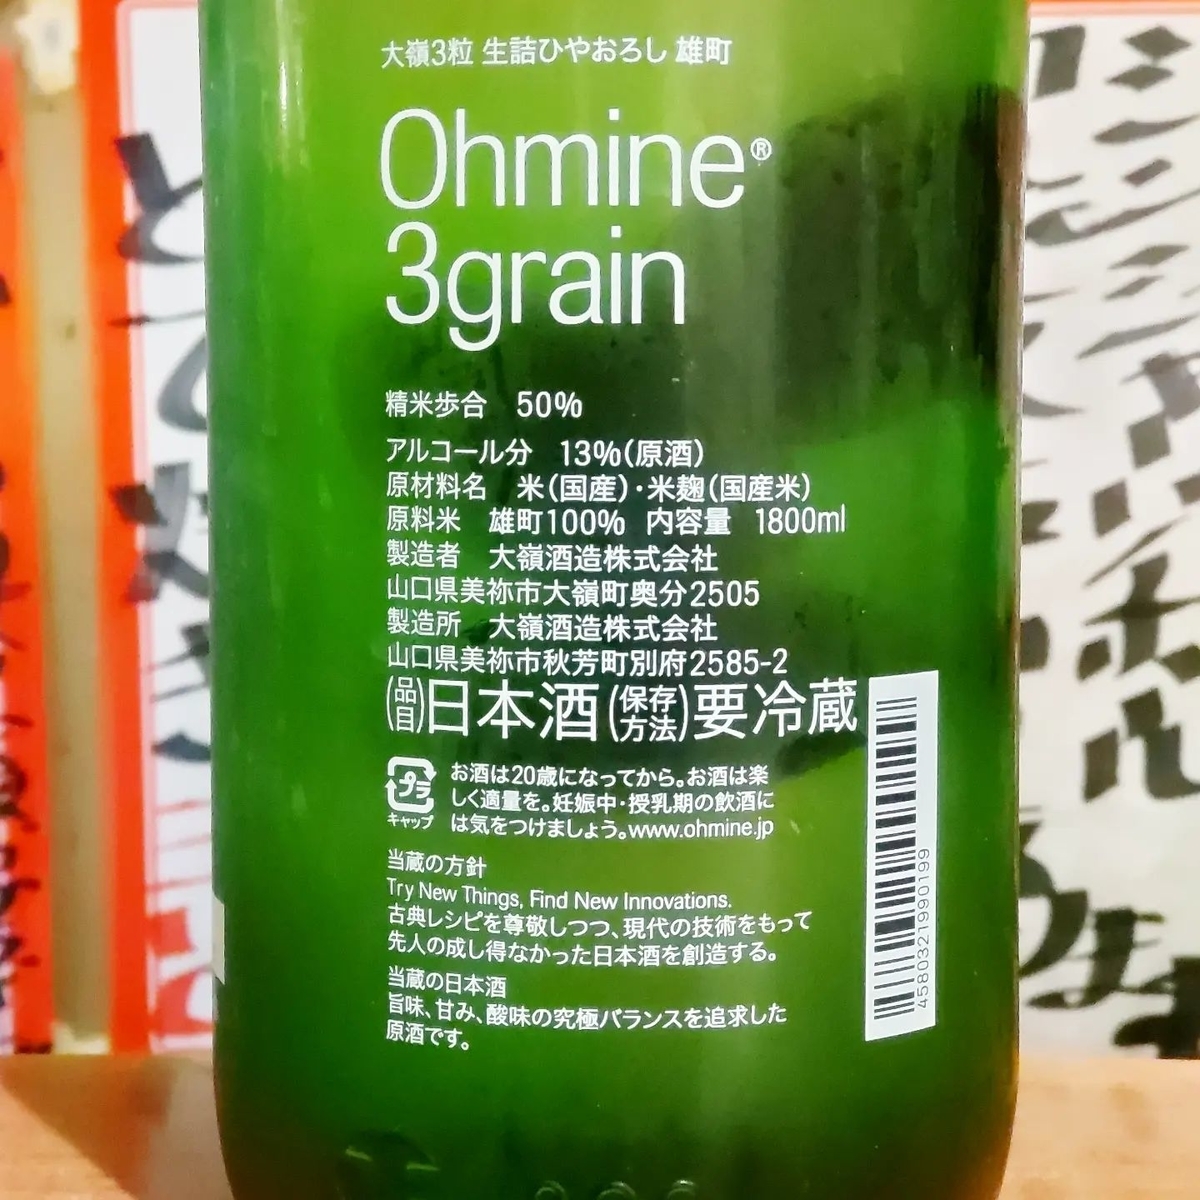 大嶺3粒 生詰ひやおろし 雄町
Ohmine®
3grain
精米歩合 50%
アルコール分 13%(原酒)
原材料名 米(国産)・米麹(国産米)
原料米 雄町100% 内容量 1800ml
製造者 大嶺酒造株式会社
山口県美祢市大嶺町奥分2505
製造所 大嶺酒造株式会社
山口県美祢市秋芳町別府2585-2
(品目)日本酒(保存方法)要冷蔵
プラ
キャップ
お酒は20歳になってから。お酒は楽
しく適量を。妊娠中・授乳期の飲酒に
は気をつけましょう。www.ohmine.jp
当蔵の方針
Try New Things, Find New Innovations.
古典レシピを尊敬しつつ、現代の技術をもって
先人の成し得なかった日本酒を創造する。
当蔵の日本酒
旨味、甘み、酸味の究極バランスを追求した
原酒です。
4580321990199